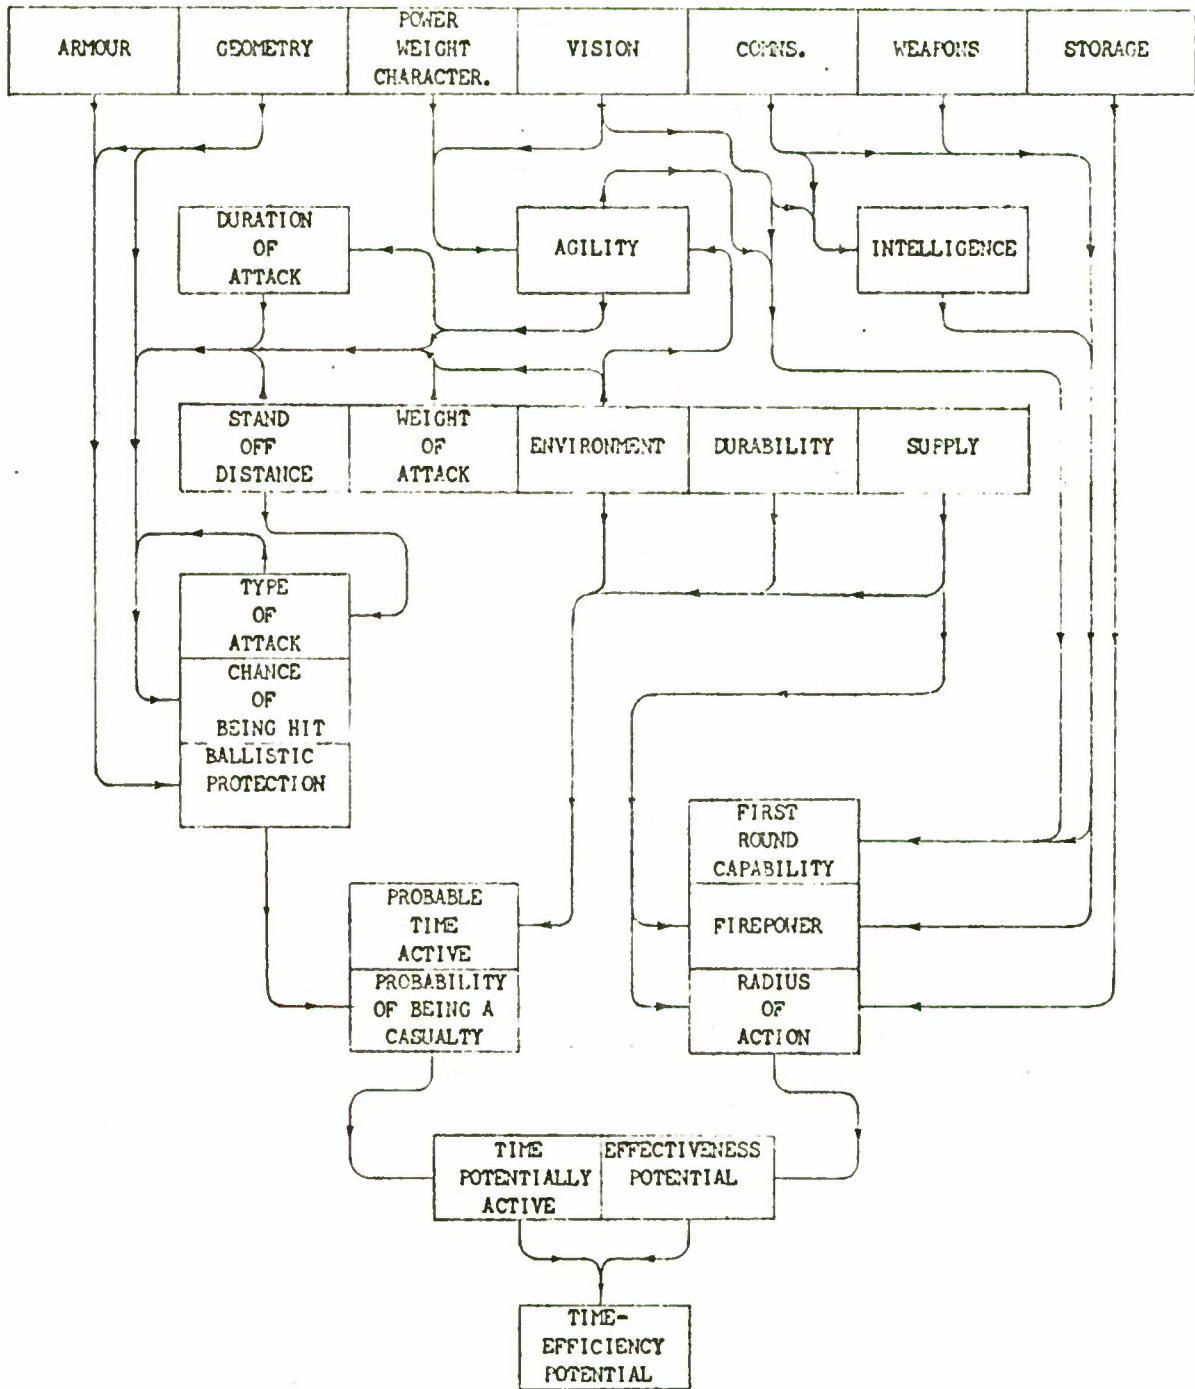 ARMOUR
GEOMETRY
POWER
WEIGHT
CHARACTER.
VISION
COMNS.
WEAPONS
STORAGE
DURATION
OF
ATTACK
AGILITY
INTELLIGENCE
STAND
OFF
DISTANCE
WEIGHT
OF
ATTACK
ENVIRONMENT
DURABILITY
SUPPLY
TYPE
OF
ATTACK
CHANCE
OF
BEING HIT
BALLISTIC
PROTECTION
FIRST
ROUND
CAPABILITY
FIREPOWER
RADIUS
OF
ACTION
PROBABLE
TIME
ACTIVE
PROBABILITY
OF BEING A
CASUALTY
TIME
POTENTIALLY
ACTIVE
EFFECTIVENESS
POTENTIAL
TIME-
EFFICIENCY
POTENTIAL